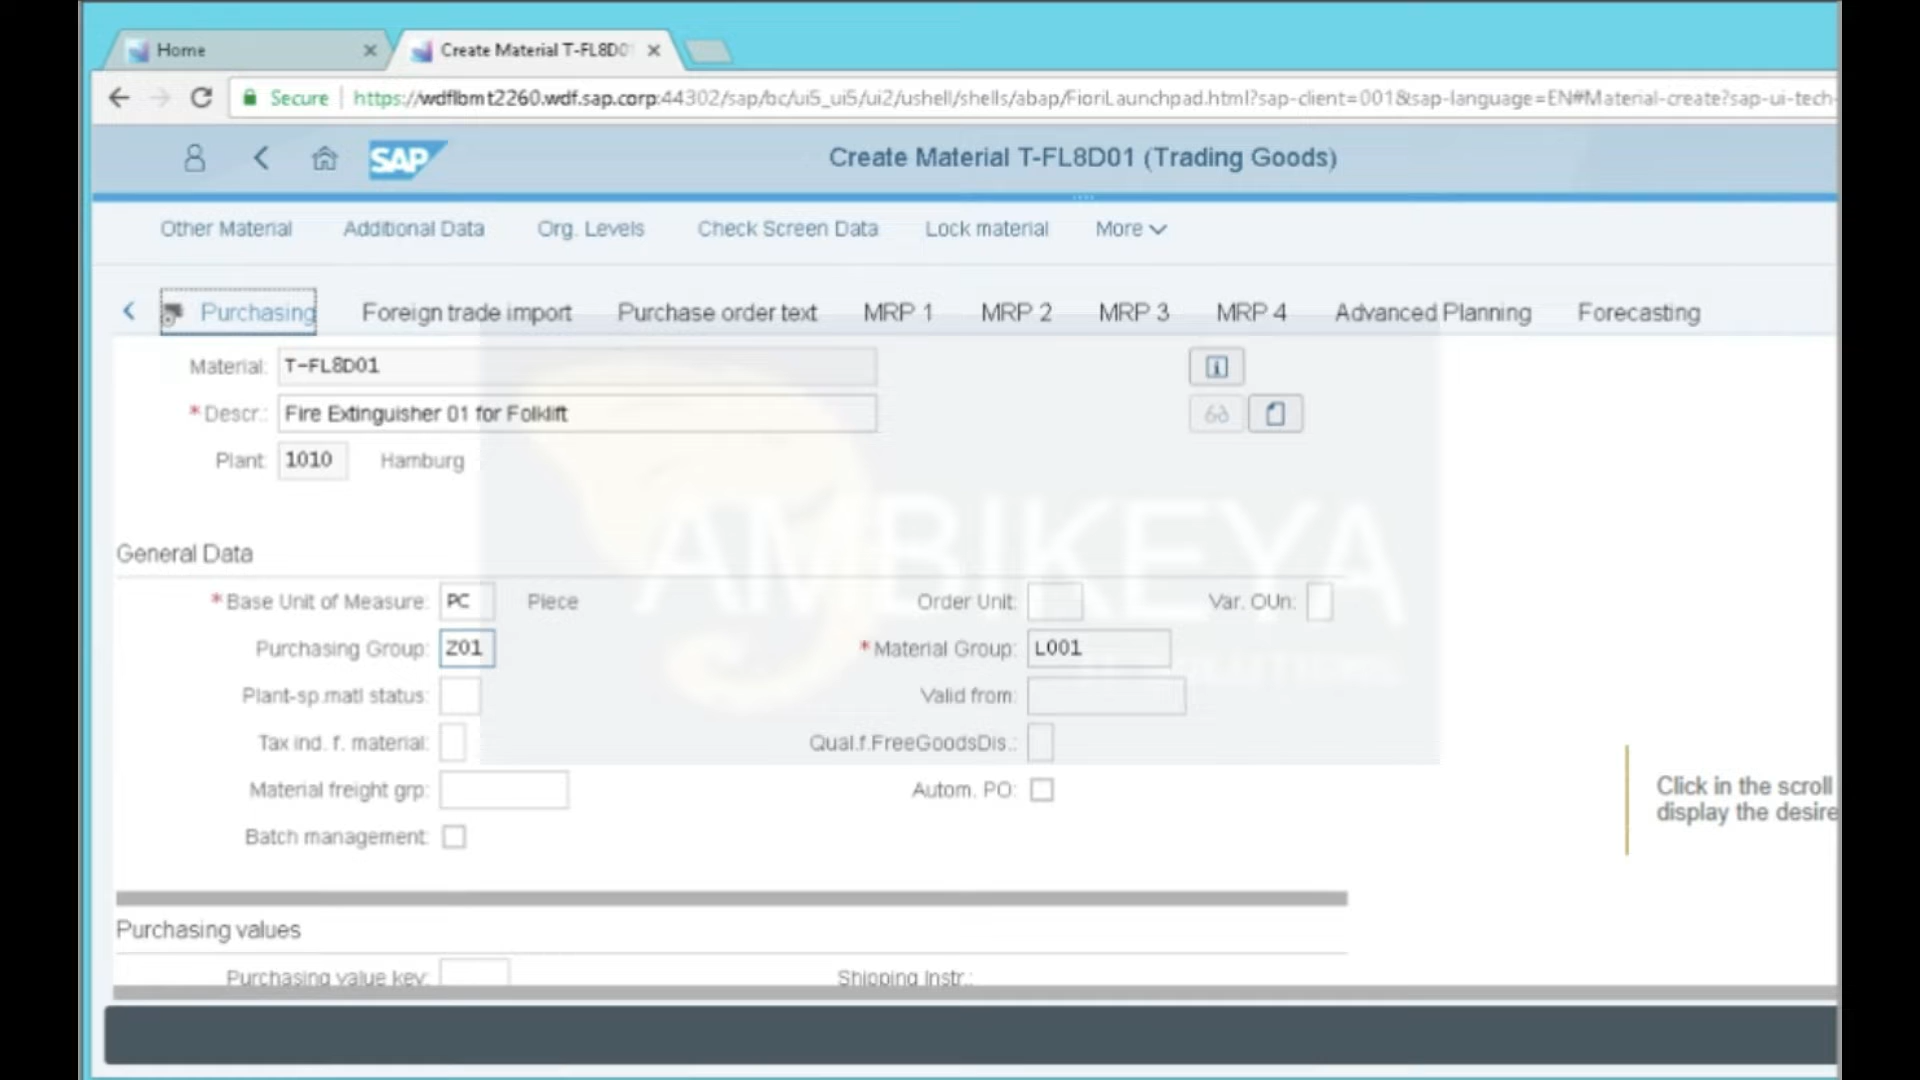 Home
Create Material T-FL8D0
Secure https://wdflbmt2260.wdf.sap.corp:44302/sap/bc/ui5_ui5/ui2/ushell/shells/abap/FioriLaunchpad.html?sap-client=001&sap-language=EN#Material-create?sap-ui-tech-
SAP Create Material T-FL8D01 (Trading Goods)
Other Material Additional Data Org. Levels Check Screen Data Lock material More
Purchasing Foreign trade import Purchase order text MRP 1 MRP 2 MRP 3 MRP 4 Advanced Planning Forecasting
Material: T-FL8D01
*Descr.: Fire Extinguisher 01 for Folklift
Plant: 1010 Hamburg
AMBIKEYA
General Data
*Base Unit of Measure: PC Piece Order Unit: Var. OUn:
Purchasing Group: Z01 *Material Group: L001
Plant-sp.matl status: Valid from:
Tax ind. f. material: Qual.f.FreeGoodsDis.:
Material freight grp: Autom. PO:
Batch management:
Click in the scroll
display the desire
Purchasing values
Purchasing value key: Shipping Instr.: